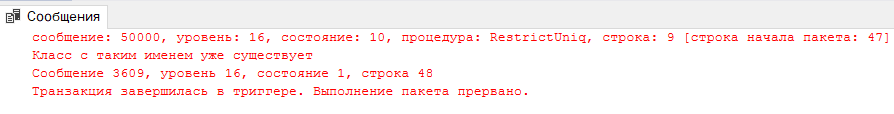 Сообщения
сообщение: 50000, уровень: 16, состояние: 10, процедура: RestrictUniq, строка: 9 [строка начала пакета: 47]
Класс с таким именем уже существует
Сообщение 3609, уровень 16, состояние 1, строка 48
Транзакция завершилась в триггере. Выполнение пакета прервано.